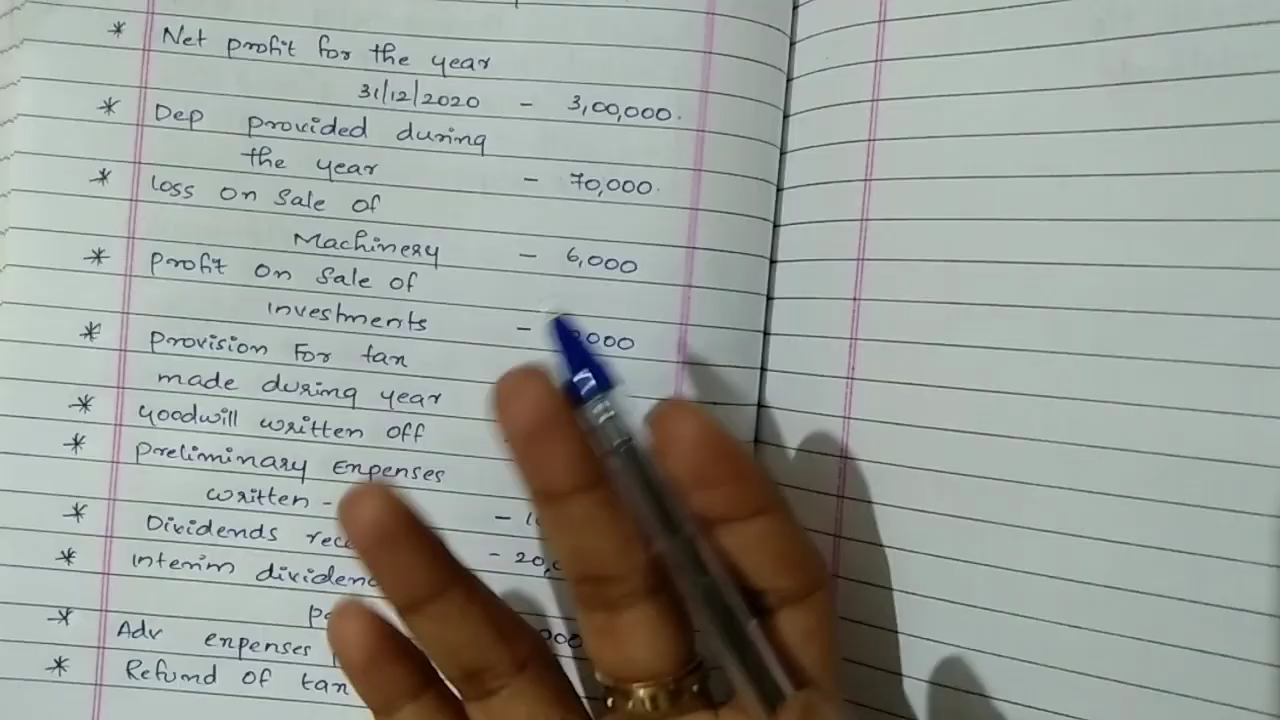 * Net profit for the year
31/12/2020 - 3,00,000.
* Dep provided during
the year - 70,000.
* Loss on sale of
Machinery - 6,000
* Profit on sale of
investments -
* Provision For tax
made during year
* Goodwill written off
* Preliminary Expenses
written -
* Dividends
* Interim
* Adv expenses
* Refund of tax